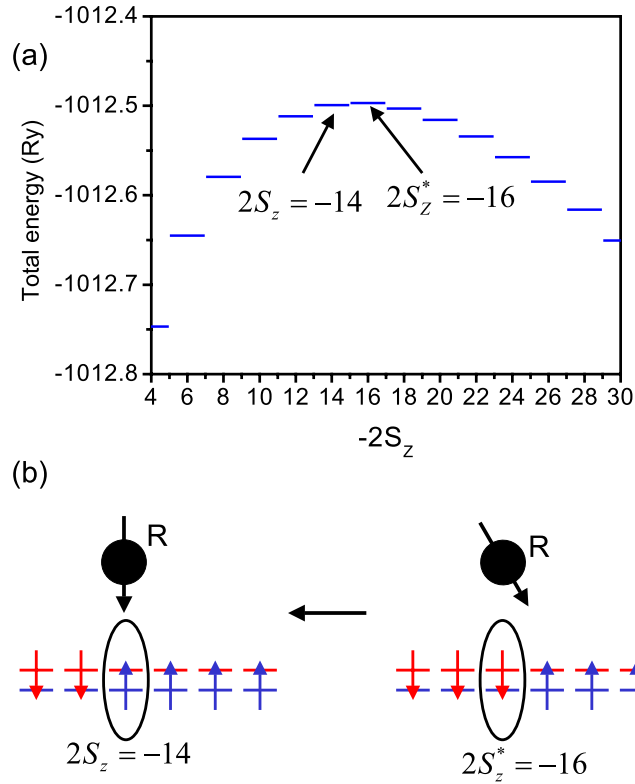 (a)
Total energy (Ry)
-1012.4
-1012.5
-1012.6
-1012.7
-1012.8
2S_z = −14
2S_Z^* = −16
4 6 8 10 12 14 16 18 20 22 24 26 28 30
-2S_Z
(b)
R
R
2S_z = −14
2S_z^* = −16